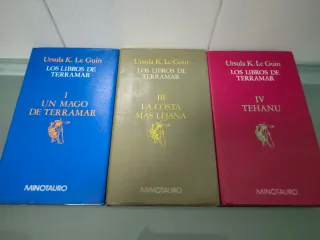 Ursula K. Le Guin
LOS LIBROS DE
TERRAMAR
I
UN MAGO
DE TERRAMAR
MINOTAURO
Ursula K. Le Guin
LOS LIBROS DE
TERRAMAR
III
LA COSTA
MÁS LEJANA
MINOTAURO
Ursula K. Le Guin
LOS LIBROS DE
TERRAMAR
IV
TEHANU
MINOTAURO